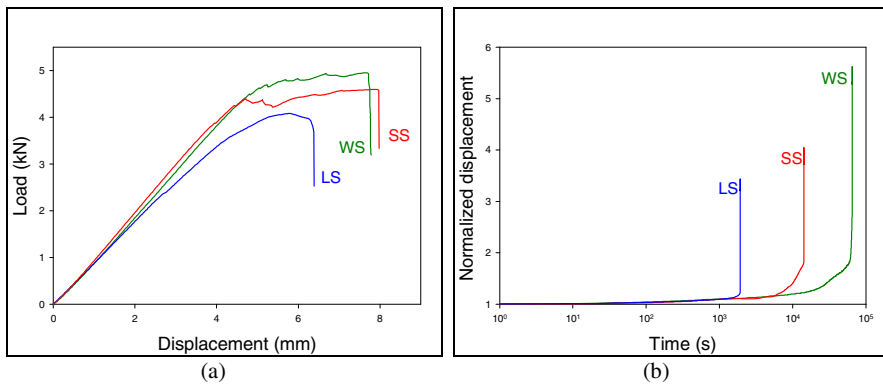 Load (kN)
5
4
3
2
1
0
WS
SS
LS
0
2
4
6
8
Displacement (mm)
(a)
Normalized displacement
6
5
4
3
2
1
WS
SS
LS
10⁰
10¹
10²
10³
10⁴
10⁵
Time (s)
(b)